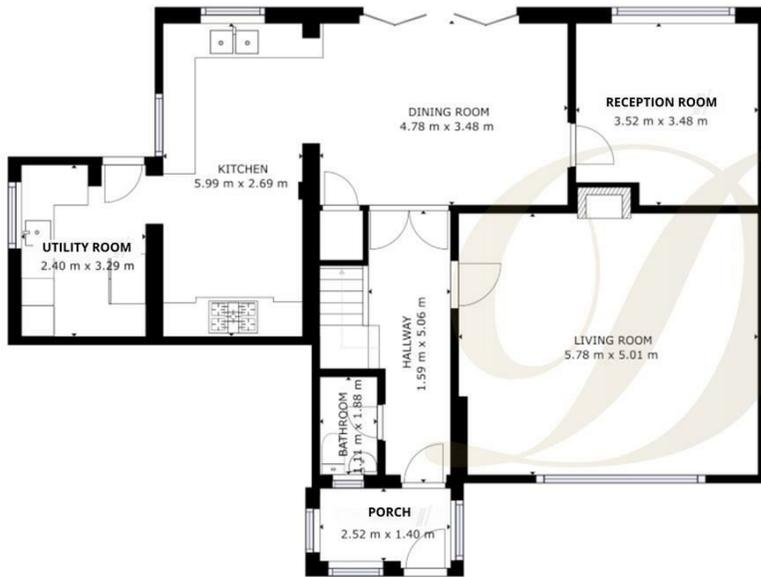 DINING ROOM
4.78 m x 3.48 m
RECEPTION ROOM
3.52 m x 3.48 m
KITCHEN
5.99 m x 2.69 m
UTILITY ROOM
2.40 m x 3.29 m
HALLWAY
1.59 m x 5.06 m
LIVING ROOM
5.78 m x 5.01 m
BATHROOM
1.11 m x 1.88 m
PORCH
2.52 m x 1.40 m
D